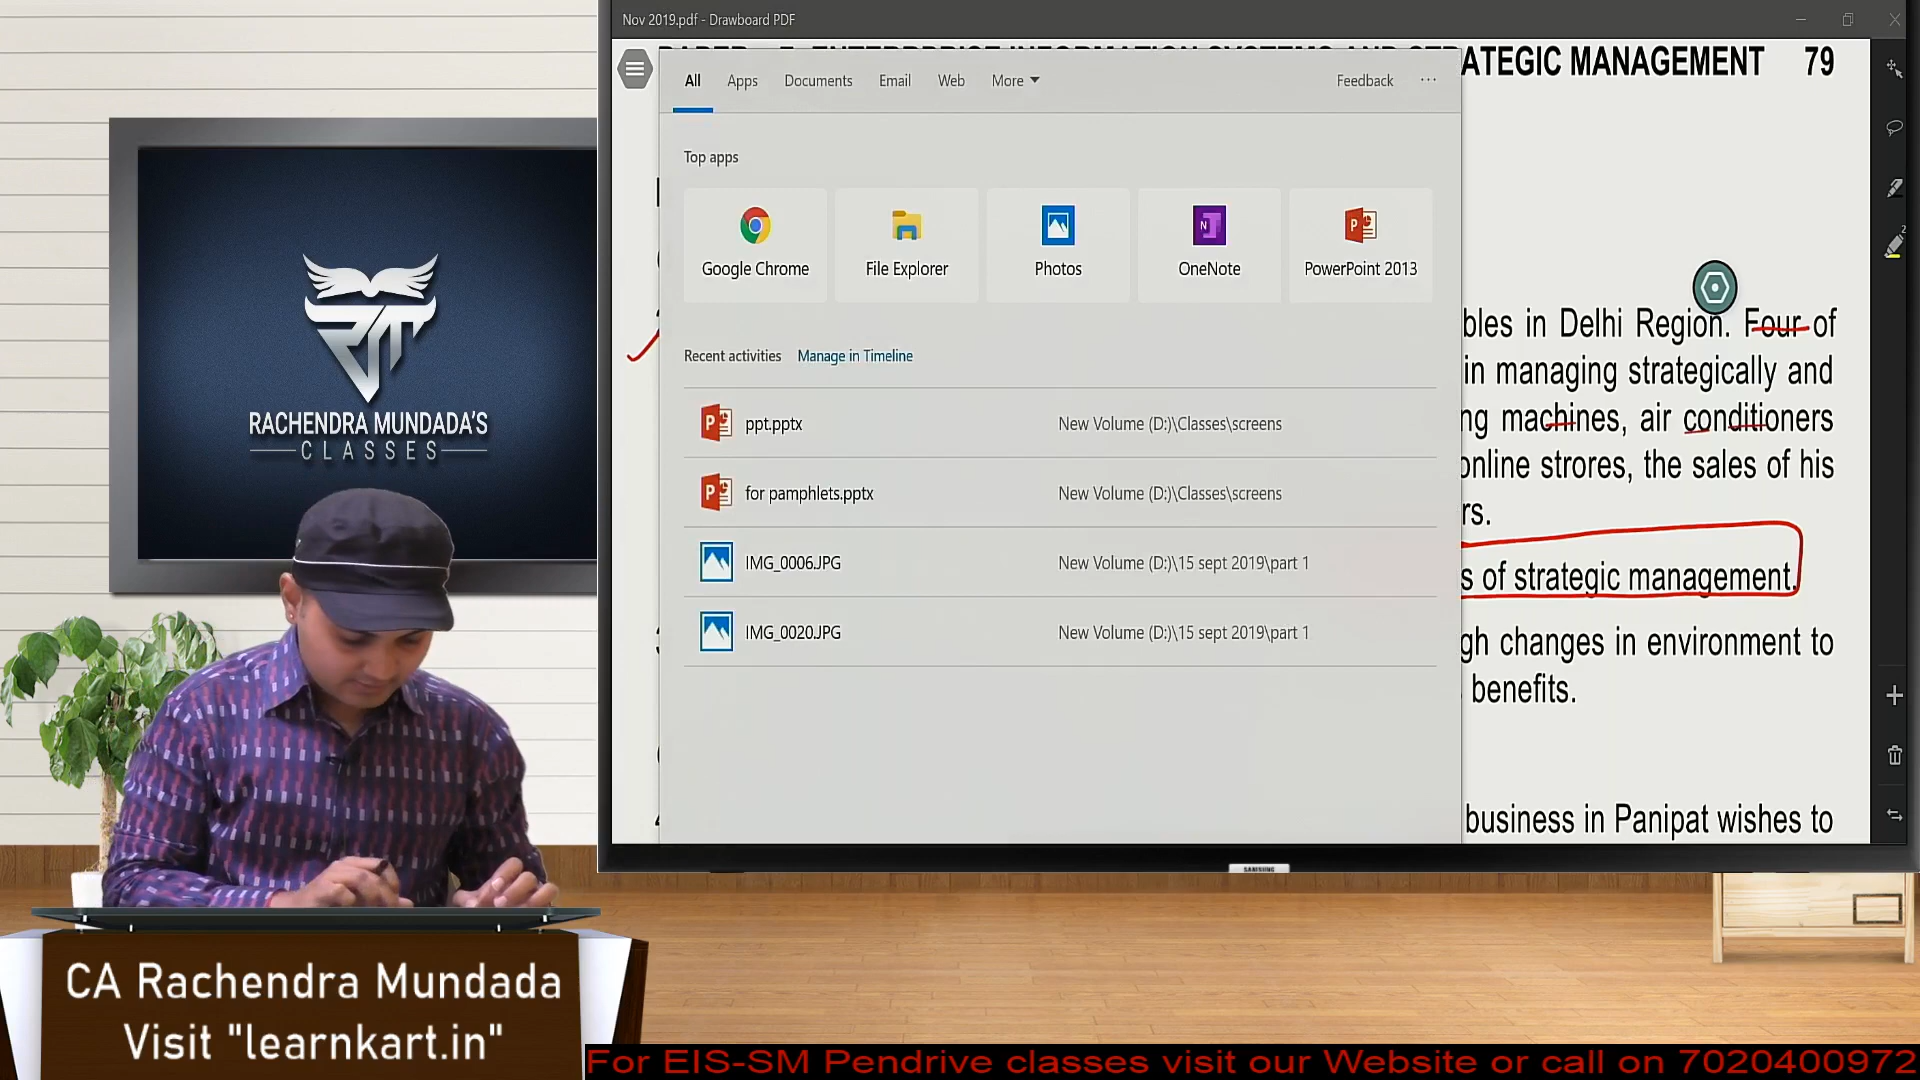 Nov 2019.pdf - Drawboard PDF
ATEGIC MANAGEMENT 79
All Apps Documents Email Web More Feedback ...
Top apps
Google Chrome File Explorer Photos OneNote PowerPoint 2013
Recent activities Manage in Timeline
ppt.pptx New Volume (D:)\Classes\screens
for pamphlets.pptx New Volume (D:)\Classes\screens
IMG_0006.JPG New Volume (D:)\15 sept 2019\part 1
IMG_0020.JPG New Volume (D:)\15 sept 2019\part 1
bles in Delhi Region. Four of
in managing strategically and
ng machines, air conditioners
online strores, the sales of his
rs.
s of strategic management.
gh changes in environment to
benefits.
business in Panipat wishes to
2
SAMSUNG
RACHENDRA MUNDADA'S
CLASSES
CA Rachendra Mundada
Visit "learnkart.in"
For EIS-SM Pendrive classes visit our Website or call on 7020400972